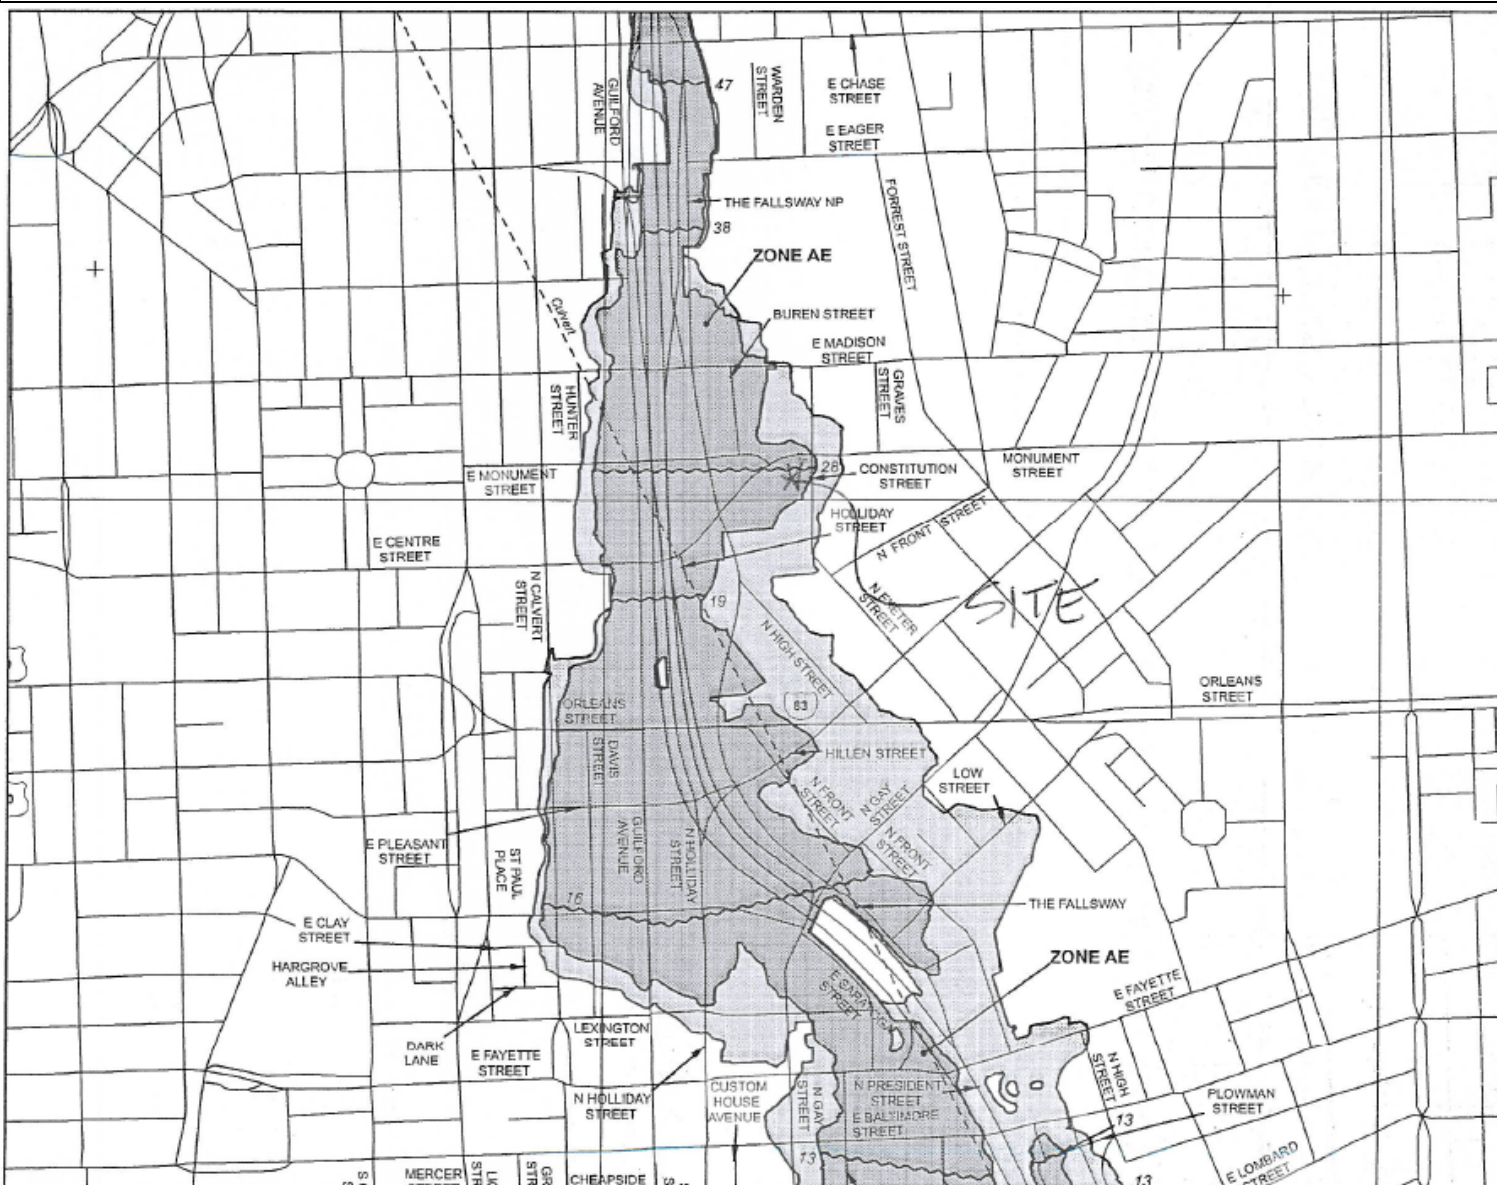 47
WARDEN
STREET
E CHASE
STREET
GUILFORD
AVENUE
E EAGER
STREET
THE FALLSWAY NP
FORREST STREET
38
ZONE AE
Culvert
BUREN STREET
E MADISON
STREET
HUNTER
STREET
GRAVES
STREET
E MONUMENT
STREET
28
CONSTITUTION
STREET
MONUMENT
STREET
HOLLIDAY
STREET
N FRONT STREET
E CENTRE
STREET
N CALVERT
STREET
19
N EXETER
STREET
SITE
N HIGH STREET
ORLEANS
STREET
ORLEANS
STREET
83
DAVIS
STREET
HILLEN STREET
LOW
STREET
N FRONT
STREET
N GAY
STREET
E PLEASANT
STREET
GUILFORD
AVENUE
N HOLLIDAY
STREET
N FRONT
STREET
ST PAUL
PLACE
16
THE FALLSWAY
E CLAY
STREET
HARGROVE
ALLEY
ZONE AE
E SARATOGA
STREET
E FAYETTE
STREET
DARK
LANE
LEXINGTON
STREET
E FAYETTE
STREET
N HOLLIDAY
STREET
CUSTOM
HOUSE
AVENUE
N GAY
STREET
N PRESIDENT
STREET
E BALTIMORE
STREET
N HIGH
STREET
PLOWMAN
STREET
13
13
E LOMBARD
STREET
MERCER
STREET
CHEAPSIDE
13